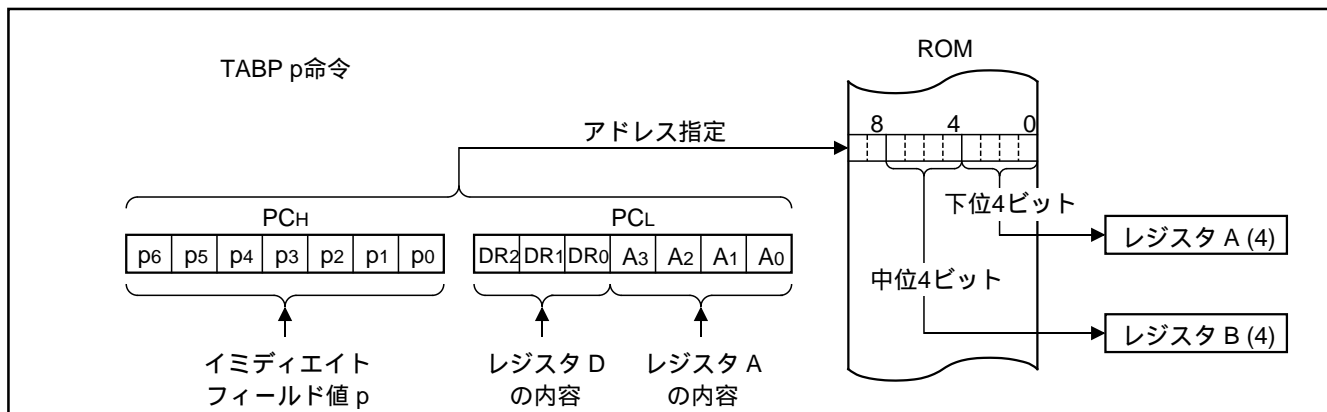 ROM
TABP p命令
8 4 0
アドレス指定
PCH PCL
下位4ビット
p6 p5 p4 p3 p2 p1 p0 DR2 DR1 DR0 A3 A2 A1 A0
レジスタ A (4)
中位4ビット
レジスタ B (4)
イミディエイト
フィールド値 p
レジスタ D
の内容
レジスタ A
の内容